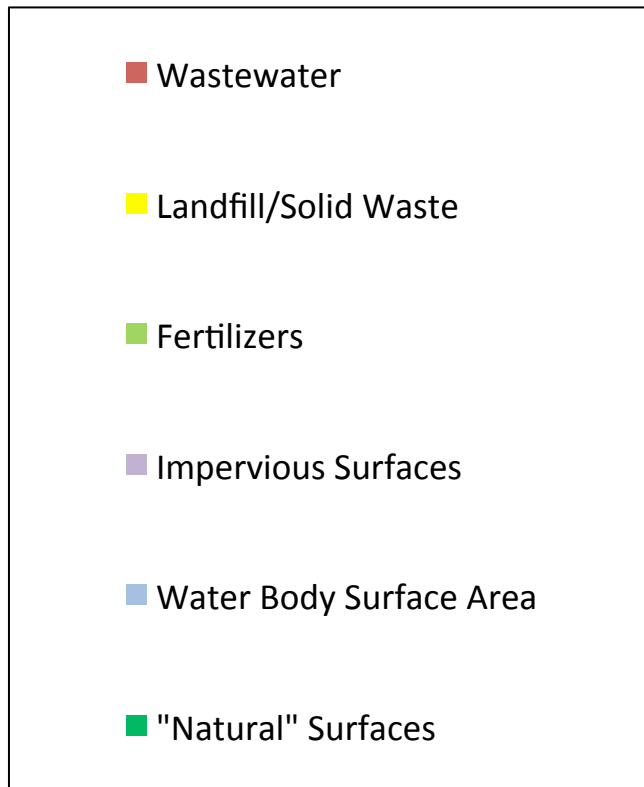 Wastewater
Landfill/Solid Waste
Fertilizers
Impervious Surfaces
Water Body Surface Area
"Natural" Surfaces